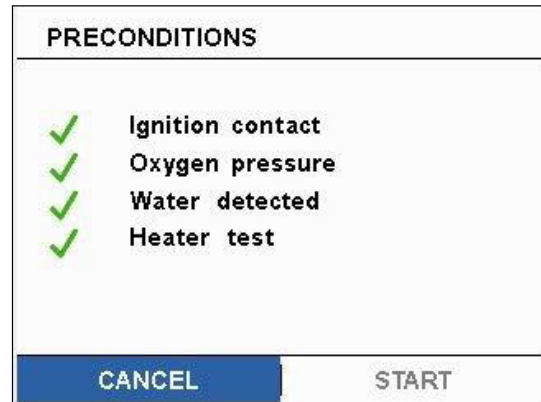 PRECONDITIONS
Ignition contact
Oxygen pressure
Water detected
Heater test
CANCEL START